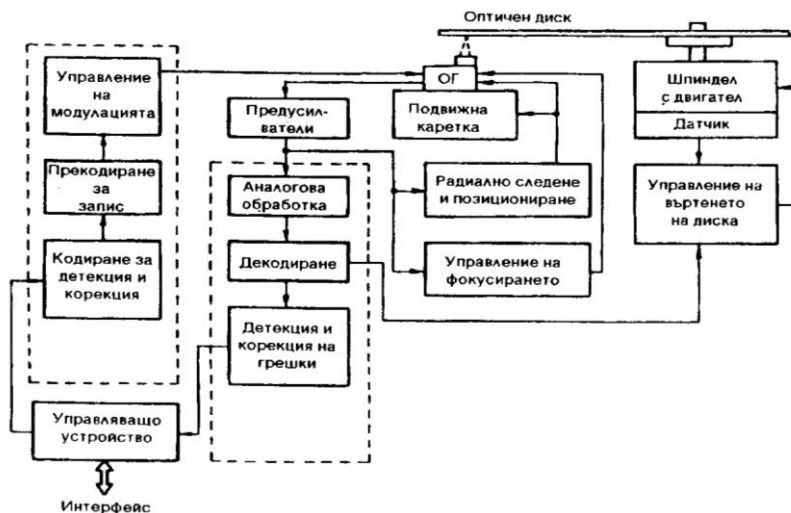 Оптичен диск
Управление
на
модулацията
ОГ
Шпиндел
с двигател
Датчик
Предусил-
ватели
Подвижна
каретка
Прекодиране
за
запис
Аналогова
обработка
Радиално следене
и позициониране
Управление на
въртенето
на диска
Кодиране за
детекция и
корекция
Декодиране
Управление на
фокусирането
Детекция и
корекция на
грешки
Управляващо
устройство
Интерфейс